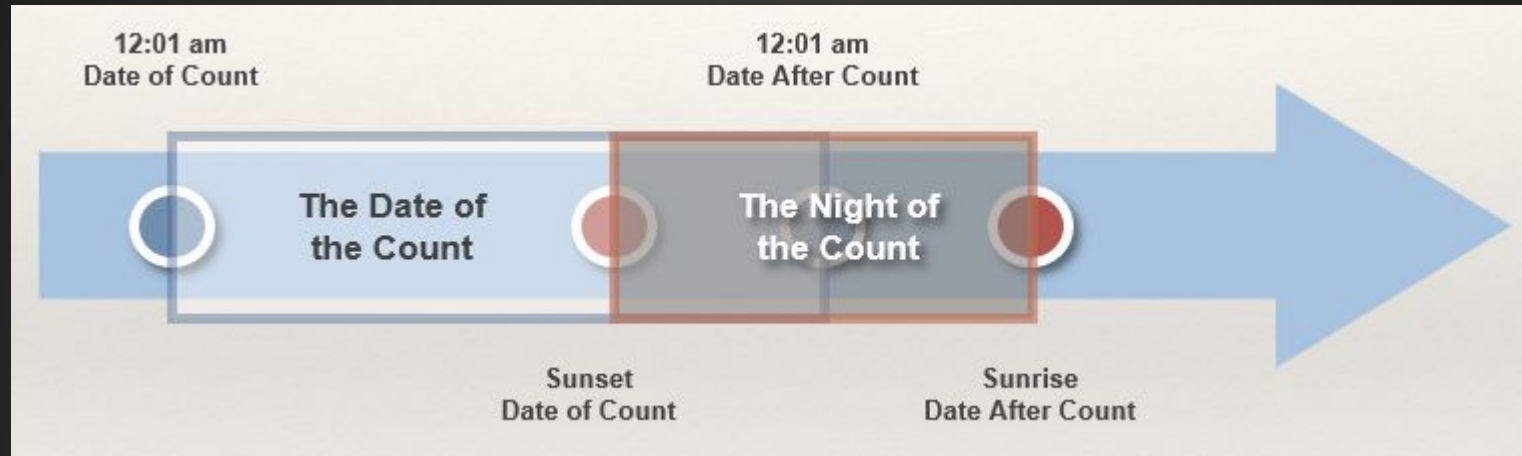 12:01 am
Date of Count
12:01 am
Date After Count
The Date of
the Count
The Night of
the Count
Sunset
Date of Count
Sunrise
Date After Count